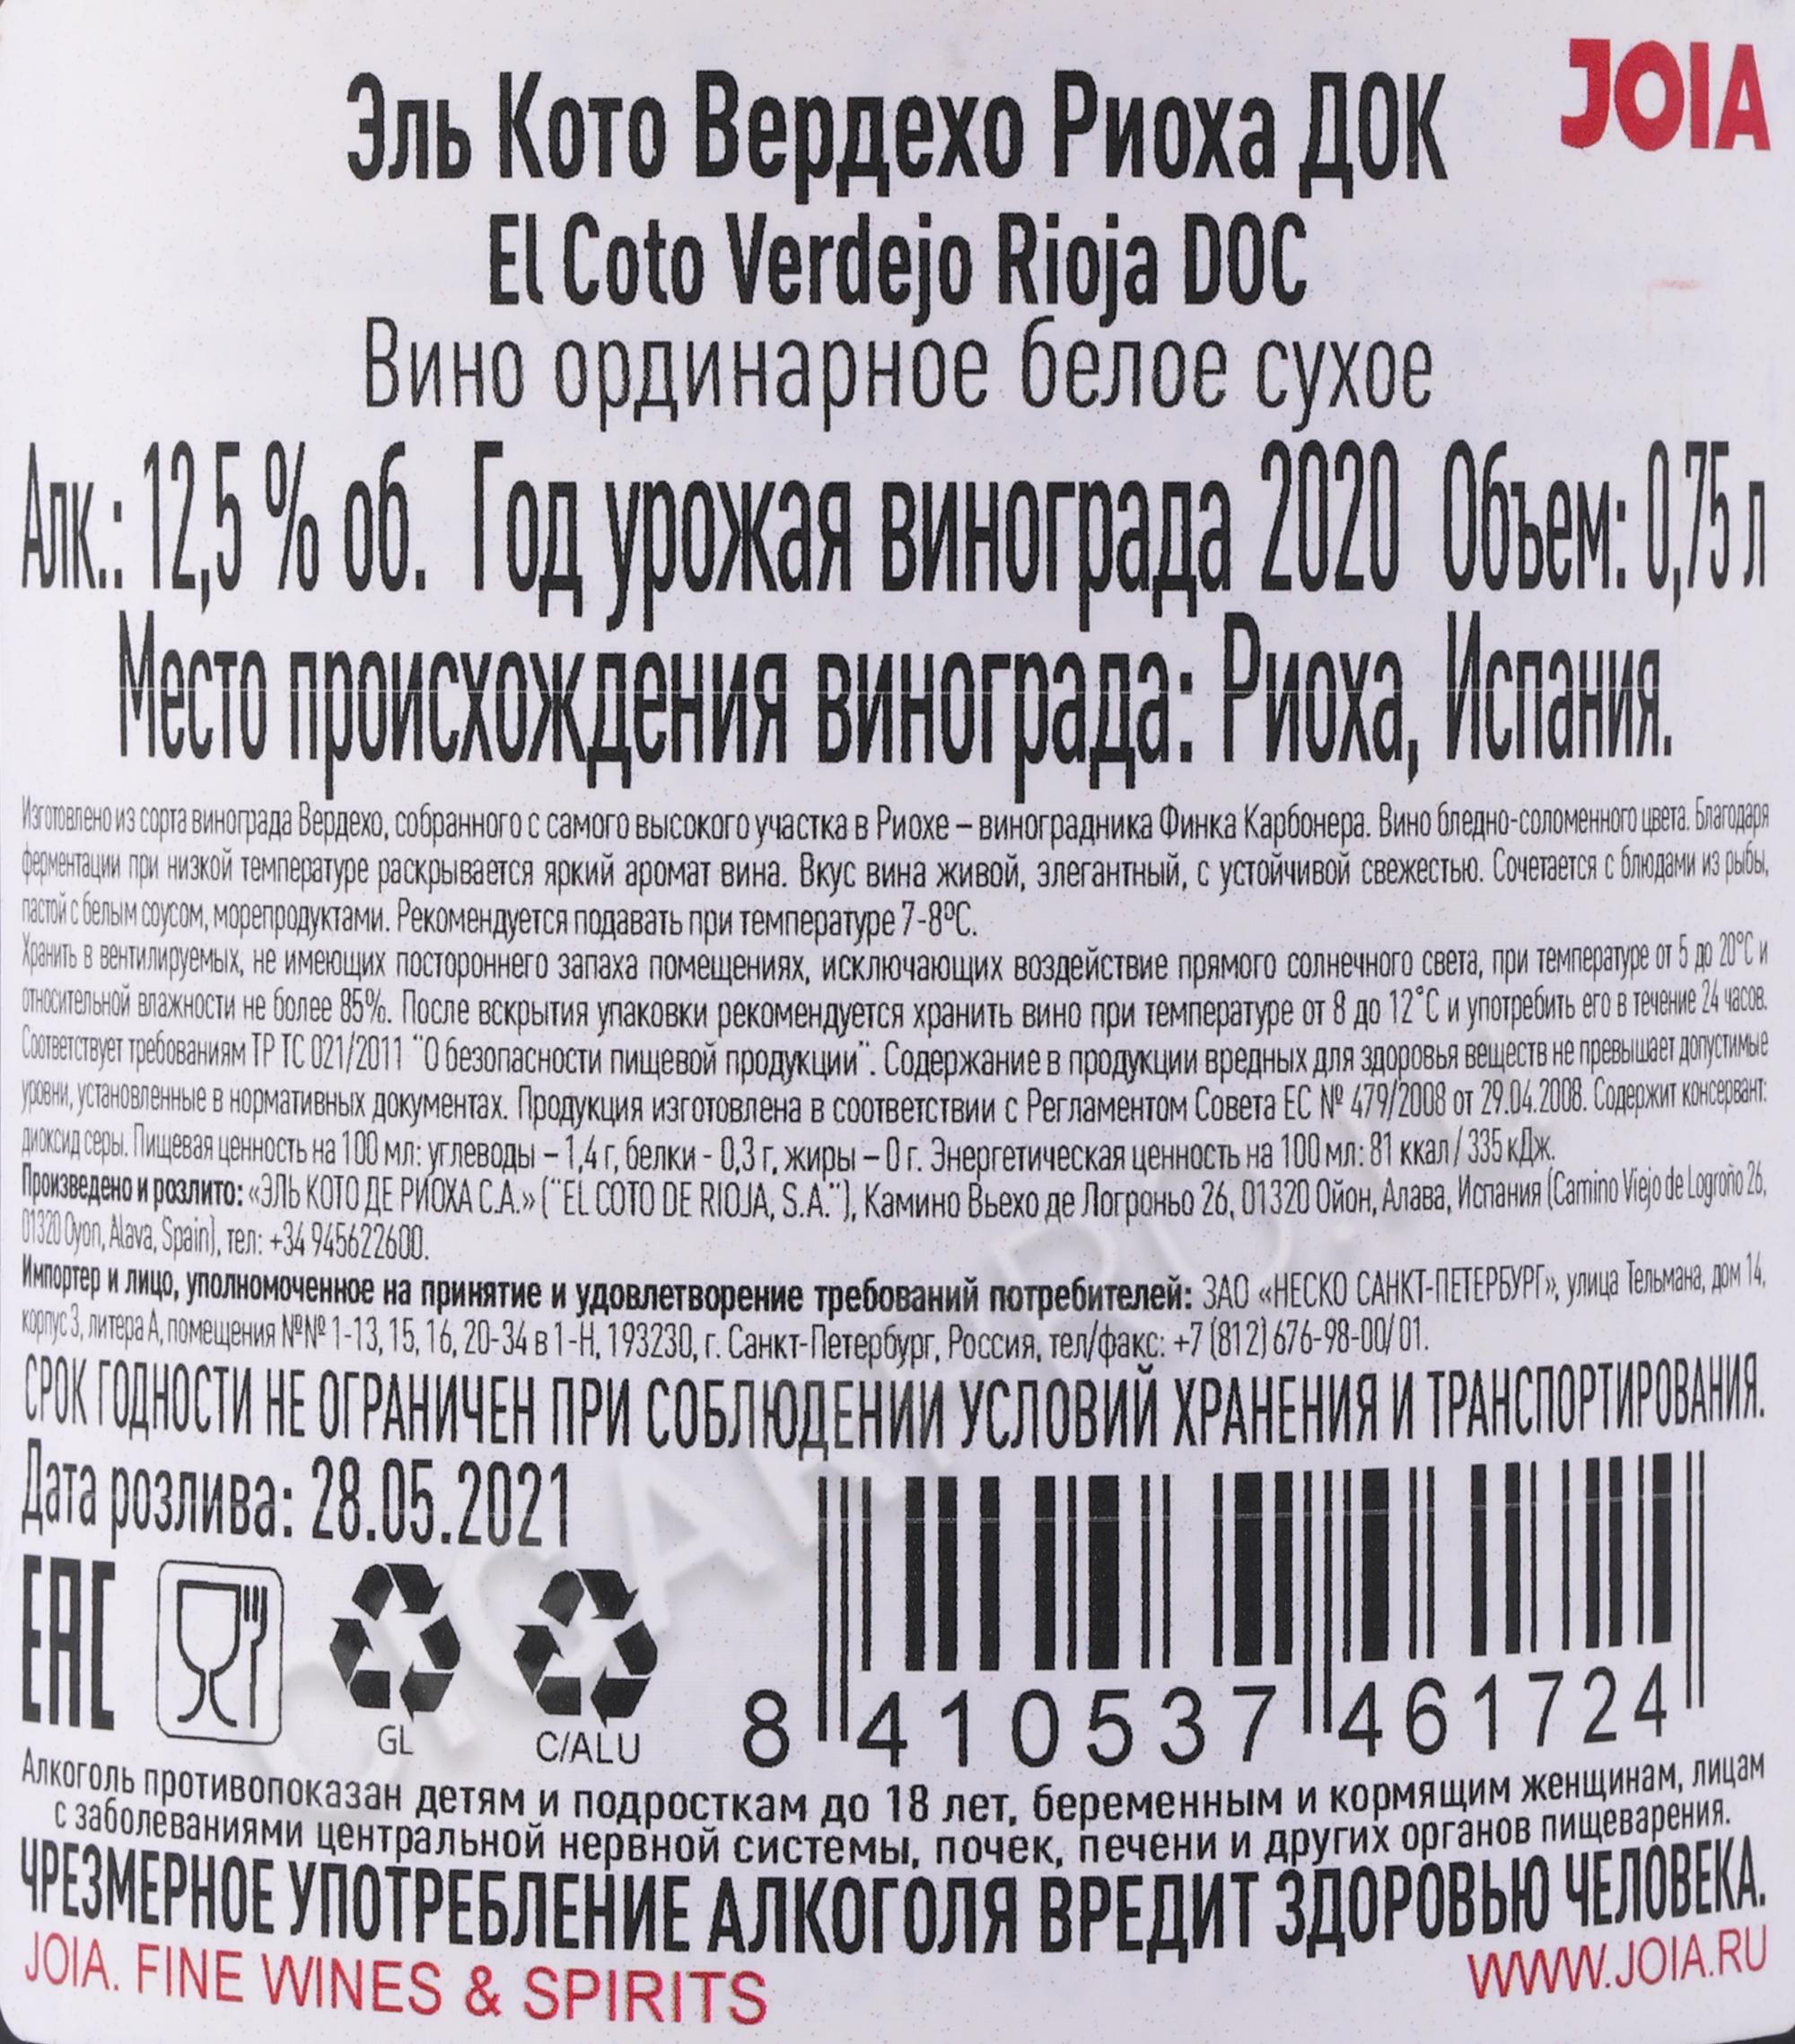 JOIA
Эль Кото Вердехо Риоха ДОК
El Coto Verdejo Rioja DOC
Вино ординарное белое сухое
Алк.: 12,5 % об. Год урожая винограда 2020 Объем: 0,75 л
Место происхождения винограда: Риоха, Испания.
Изготовлено из сорта винограда Вердехо, собранного с самого высокого участка в Риохе – виноградника Финка Карбонера. Вино бледно-соломенного цвета. Благодаря
ферментации при низкой температуре раскрывается яркий аромат вина. Вкус вина живой, элегантный, с устойчивой свежестью. Сочетается с блюдами из рыбы,
пастой с белым соусом, морепродуктами. Рекомендуется подавать при температуре 7-8ºC.
Хранить в вентилируемых, не имеющих постороннего запаха помещениях, исключающих воздействие прямого солнечного света, при температуре от 5 до 20°C и
относительной влажности не более 85%. После вскрытия упаковки рекомендуется хранить вино при температуре от 8 до 12°C и употребить его в течение 24 часов.
Соответствует требованиям ТР ТС 021/2011 "О безопасности пищевой продукции". Содержание в продукции вредных для здоровья веществ не превышает допустимые
уровни, установленные в нормативных документах. Продукция изготовлена в соответствии с Регламентом Совета ЕС № 479/2008 от 29.04.2008. Содержит консервант:
диоксид серы. Пищевая ценность на 100 мл: углеводы – 1,4 г, белки - 0,3 г, жиры – 0 г. Энергетическая ценность на 100 мл: 81 ккал / 335 кДж.
Произведено и розлито: «ЭЛЬ КОТО ДЕ РИОХА С.А.» ("EL COTO DE RIOJA, S.A."), Камино Вьехо де Логроньо 26, 01320 Ойон, Алава, Испания (Camino Viejo de Logroño 26,
01320 Oyon, Alava, Spain), тел: +34 945622600.
Импортер и лицо, уполномоченное на принятие и удовлетворение требований потребителей: ЗАО «НЕСКО САНКТ-ПЕТЕРБУРГ», улица Тельмана, дом 14,
корпус 3, литера А, помещения №№ 1-13, 15, 16, 20-34 в 1-Н, 193230, г. Санкт-Петербург, Россия, тел/факс: +7 (812) 676-98-00/01.
СРОК ГОДНОСТИ НЕ ОГРАНИЧЕН ПРИ СОБЛЮДЕНИИ УСЛОВИЙ ХРАНЕНИЯ И ТРАНСПОРТИРОВАНИЯ.
Дата розлива: 28.05.2021
EAC
GL
C/ALU
8 410537 461724
Алкоголь противопоказан детям и подросткам до 18 лет, беременным и кормящим женщинам, лицам
с заболеваниями центральной нервной системы, почек, печени и других органов пищеварения.
ЧРЕЗМЕРНОЕ УПОТРЕБЛЕНИЕ АЛКОГОЛЯ ВРЕДИТ ЗДОРОВЬЮ ЧЕЛОВЕКА.
JOIA. FINE WINES & SPIRITS
WWW.JOIA.RU